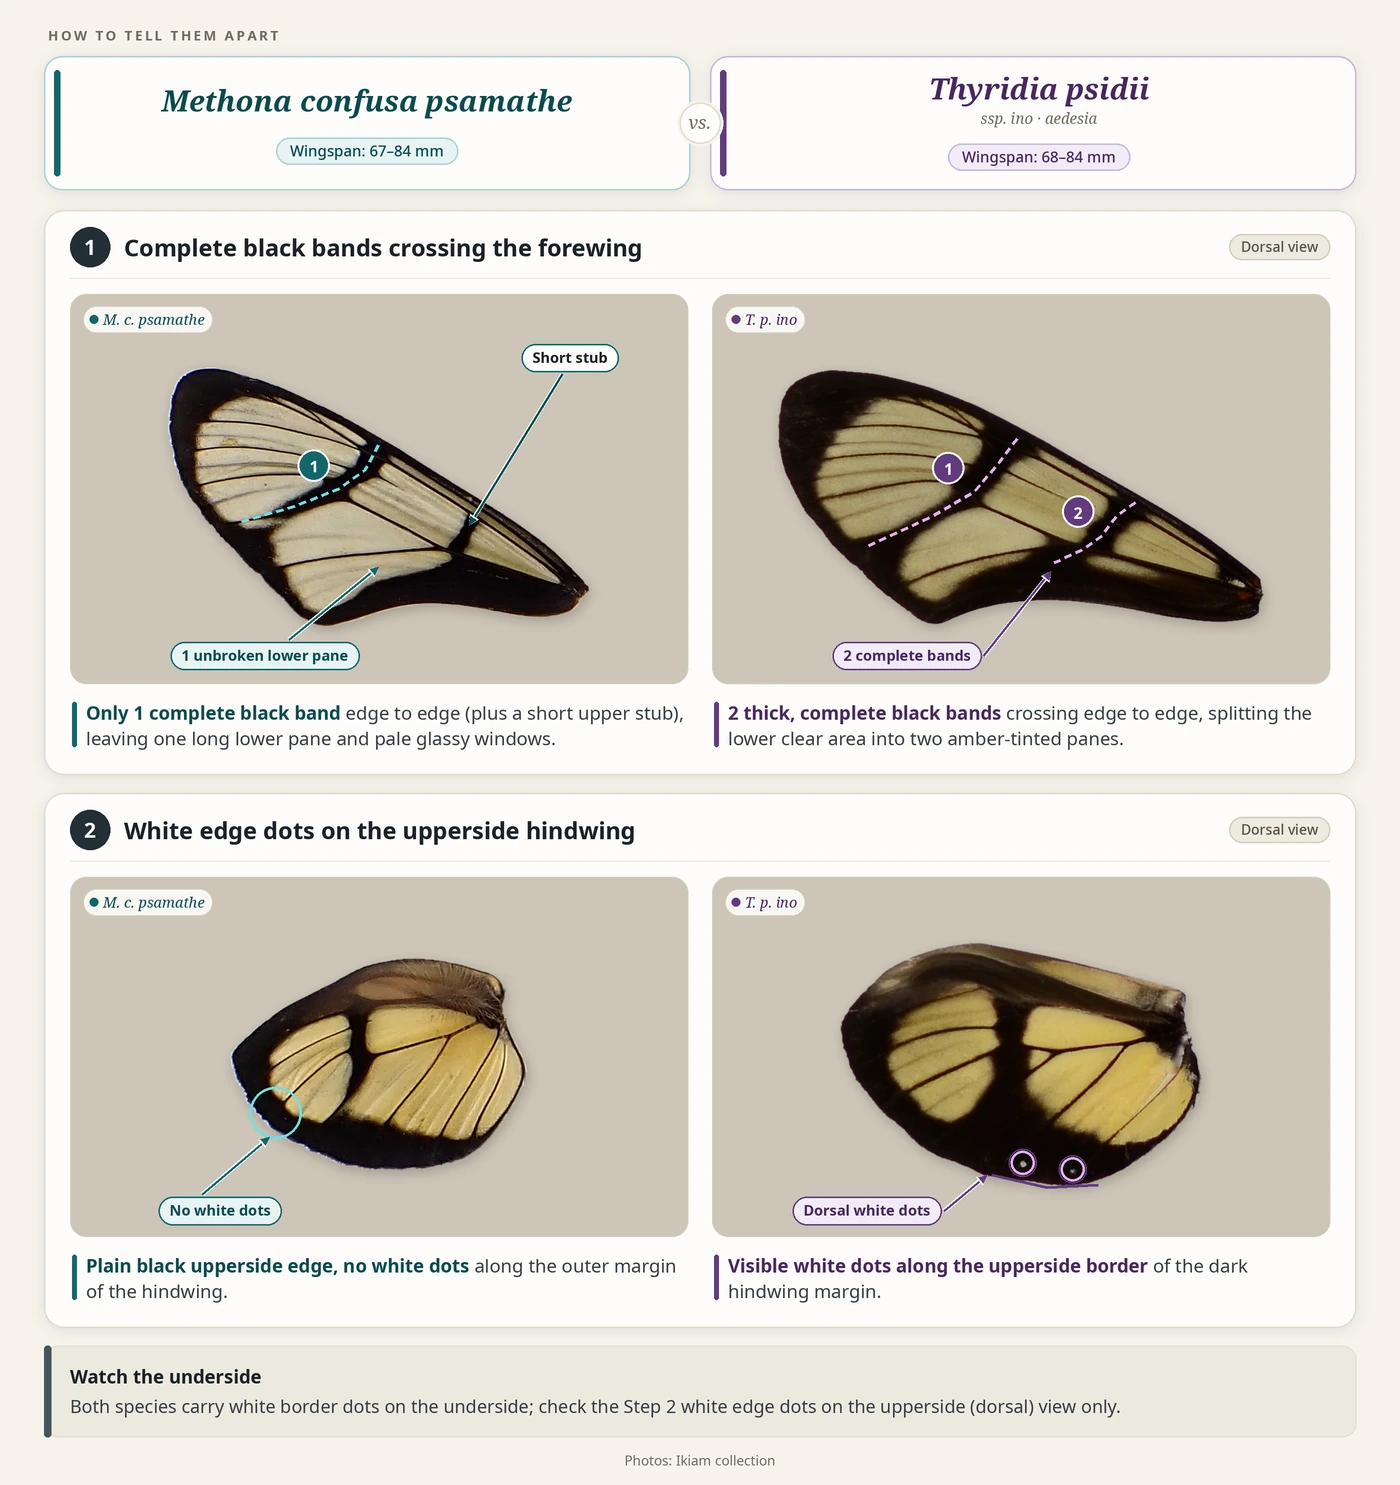 HOW TO TELL THEM APART
Methona confusa psamathe
Wingspan: 67–84 mm
vs.
Thyridia psidii
ssp. ino · aedesia
Wingspan: 68–84 mm
1 Complete black bands crossing the forewing
Dorsal view
M. c. psamathe
Short stub
1
1 unbroken lower pane
T. p. ino
1
2
2 complete bands
Only 1 complete black band edge to edge (plus a short upper stub),
leaving one long lower pane and pale glassy windows.
2 thick, complete black bands crossing edge to edge, splitting the
lower clear area into two amber-tinted panes.
2 White edge dots on the upperside hindwing
Dorsal view
M. c. psamathe
No white dots
T. p. ino
Dorsal white dots
Plain black upperside edge, no white dots along the outer margin
of the hindwing.
Visible white dots along the upperside border of the dark
hindwing margin.
Watch the underside
Both species carry white border dots on the underside; check the Step 2 white edge dots on the upperside (dorsal) view only.
Photos: Ikiam collection